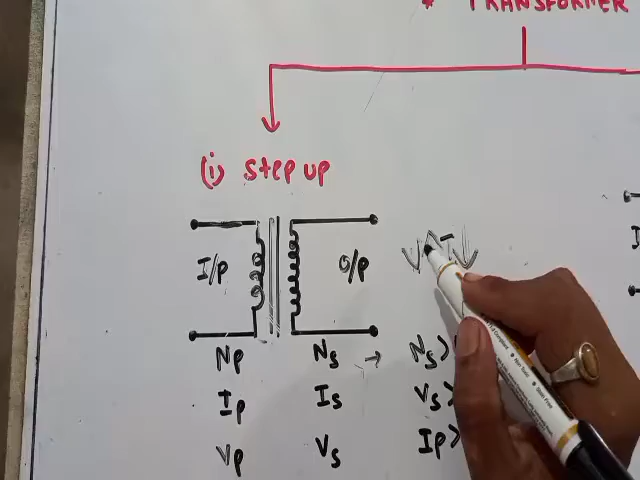 * TRANSFORMER
(i) Step up
I/p
O/p
V↑ I↓
Np Ns → Ns>
Ip Is Vs>
Vp Vs Ip>
I